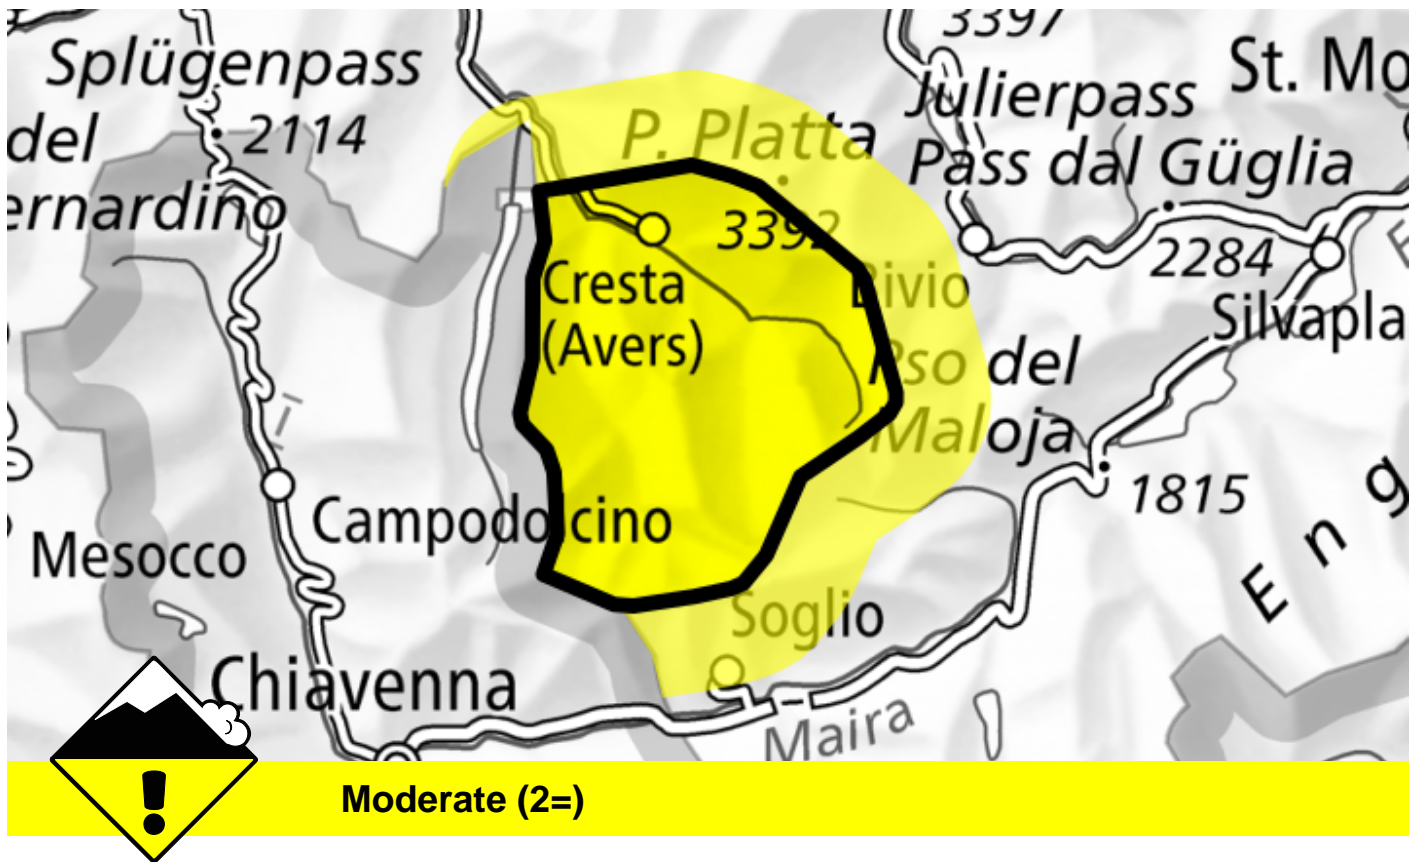 3397
Splügenpass
St. Mo
Julierpass
del
2114
P. Platta
Pass dal Güglia
ernardino
3392
2284
Cresta
Bivio
Silvapla
(Avers)
Pso del
Maloja
1815
Campodolcino
Mesocco
Eng
Soglio
Chiavenna
Maira
Moderate (2=)